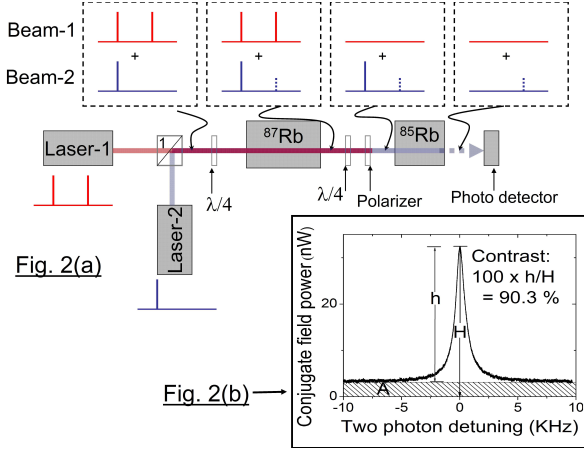 Beam-1
+
+
+
+
Beam-2
Laser-1
1
87Rb
85Rb
λ/4
λ/4
Polarizer
Photo detector
Laser-2
Fig. 2(a)
Contrast:
100 x h/H
= 90.3 %
h
H
A
Conjugate field power (nW)
20
0
-10
-5
0
5
10
Two photon detuning (KHz)
Fig. 2(b)